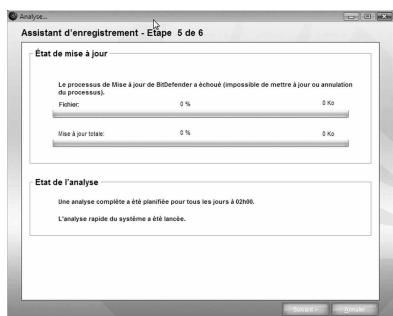 Analyse...
Assistant d'enregistrement - Etape 5 de 6
État de mise à jour
Le processus de Mise à jour de BitDefender a échoué (impossible de mettre à jour ou annulation
du processus).
Fichier: 0 % 0 Ko
Mise à jour totale: 0 % 0 Ko
Etat de l'analyse
Une analyse complète a été planifiée pour tous les jours à 02h00.
L'analyse rapide du système a été lancée.
Suivant > Annuler